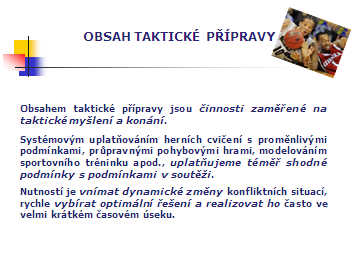 OBSAH TAKTICKÉ PŘÍPRAVY
Obsahem taktické přípravy jsou činnosti zaměřené na
taktické myšlení a konání.
Systémovým uplatňováním herních cvičení s proměnlivými
podmínkami, průpravnými pohybovými hrami, modelováním
sportovního tréninku apod., uplatňujeme téměř shodné
podmínky s podmínkami v soutěži.
Nutností je vnímat dynamické změny konfliktních situací,
rychle vybírat optimální řešení a realizovat ho často ve
velmi krátkém časovém úseku.